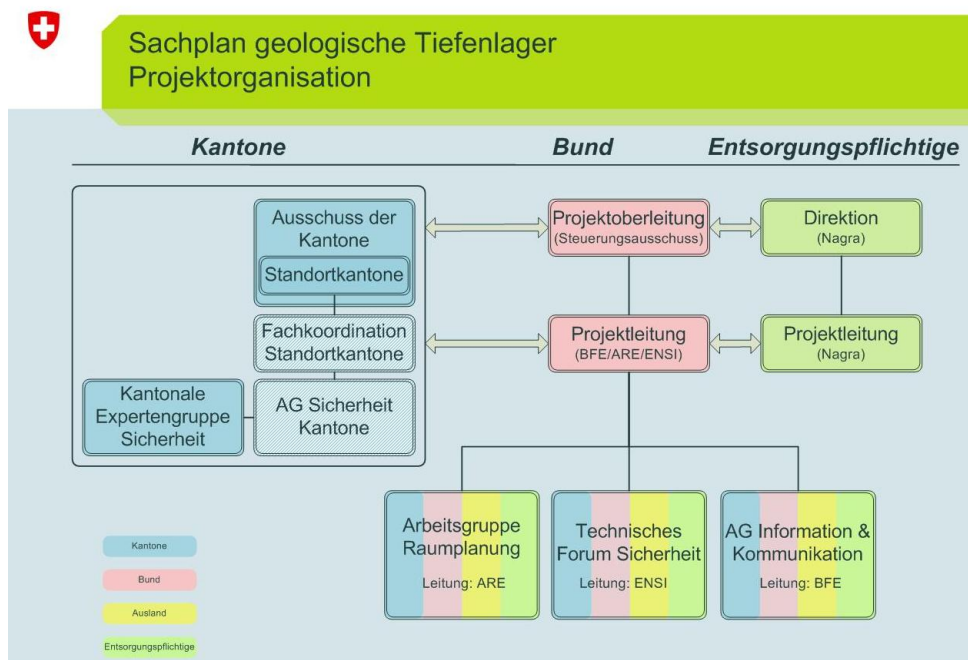 Sachplan geologische Tiefenlager
Projektorganisation
Kantone
Bund
Entsorgungspflichtige
Ausschuss der
Kantone
Standortkantone
Projektoberleitung
(Steuerungsausschuss)
Direktion
(Nagra)
Fachkoordination
Standortkantone
Projektleitung
(BFE/ARE/ENSI)
Projektleitung
(Nagra)
Kantonale
Expertengruppe
Sicherheit
AG Sicherheit
Kantone
Arbeitsgruppe
Raumplanung
Leitung: ARE
Technisches
Forum Sicherheit
Leitung: ENSI
AG Information &
Kommunikation
Leitung: BFE
Kantone
Bund
Ausland
Entsorgungspflichtige